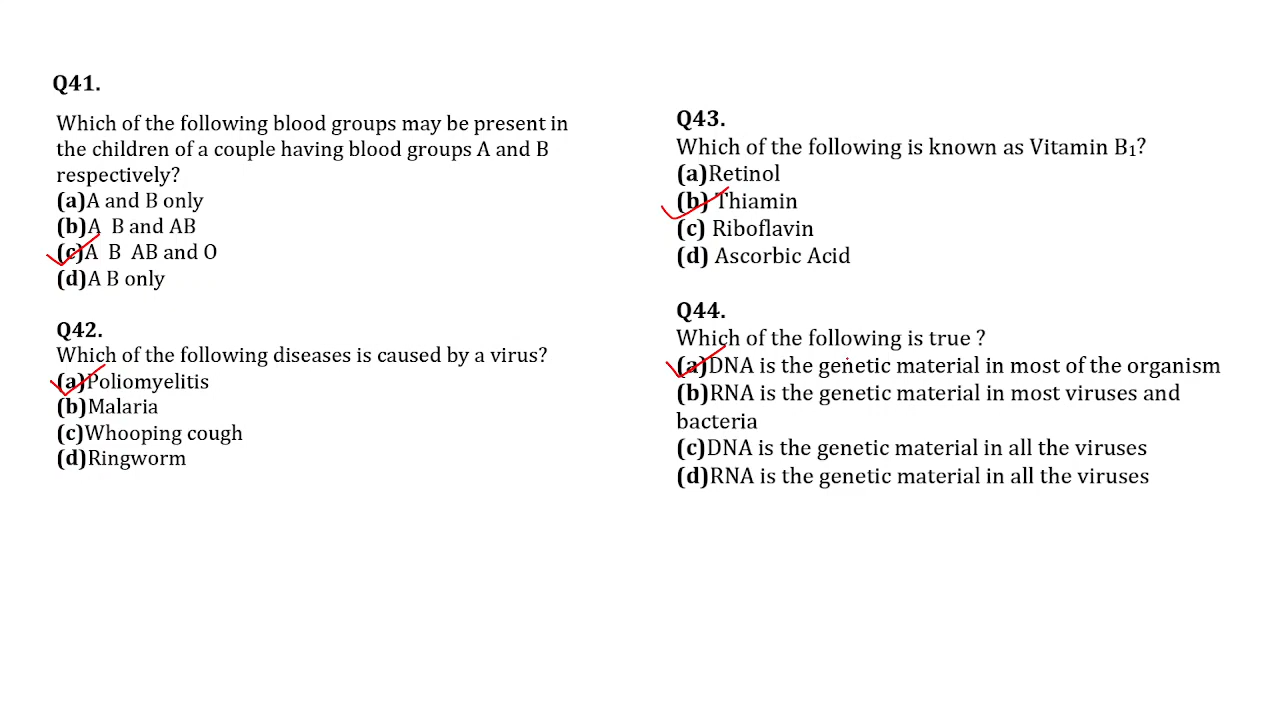 Q41.
Which of the following blood groups may be present in
the children of a couple having blood groups A and B
respectively?
(a)A and B only
(b)A  B and AB
(c)A  B  AB and O
(d)A B only
Q42.
Which of the following diseases is caused by a virus?
(a)Poliomyelitis
(b)Malaria
(c)Whooping cough
(d)Ringworm
Q43.
Which of the following is known as Vitamin B₁?
(a)Retinol
(b) Thiamin
(c) Riboflavin
(d) Ascorbic Acid
Q44.
Which of the following is true ?
(a)DNA is the genetic material in most of the organism
(b)RNA is the genetic material in most viruses and
bacteria
(c)DNA is the genetic material in all the viruses
(d)RNA is the genetic material in all the viruses